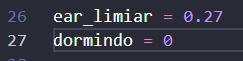 26 ear_limiar = 0.27
27 dormindo = 0